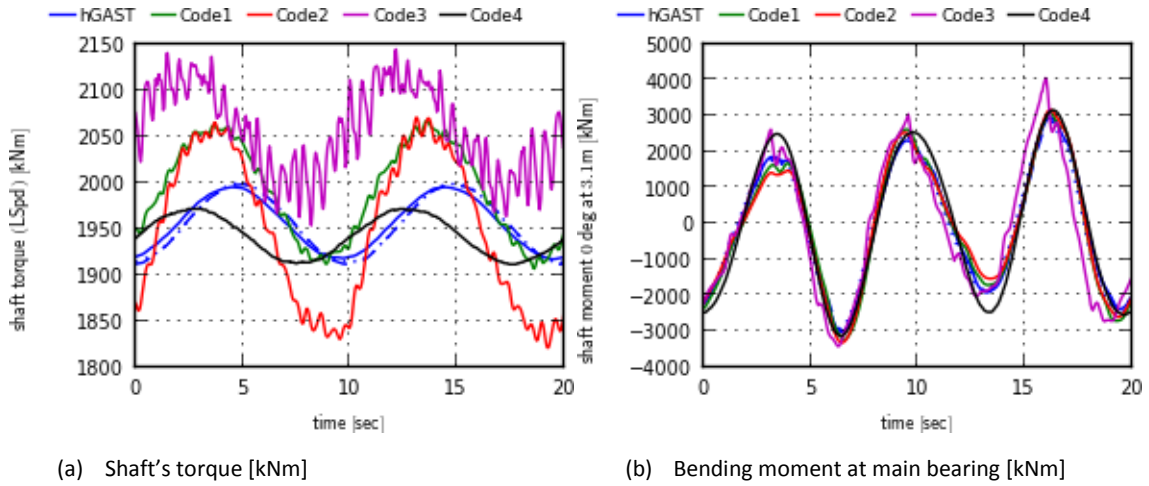 hGAST Code1 Code2 Code3 Code4
2150
2100
2050
2000
1950
1900
1850
1800
shaft torque (LSpd) [kNm]
0 5 10 15 20
time [sec]
(a) Shaft's torque [kNm]
hGAST Code1 Code2 Code3 Code4
5000
4000
3000
2000
1000
0
-1000
-2000
-3000
-4000
shaft moment 0 deg at 3.1m [kNm]
0 5 10 15 20
time [sec]
(b) Bending moment at main bearing [kNm]